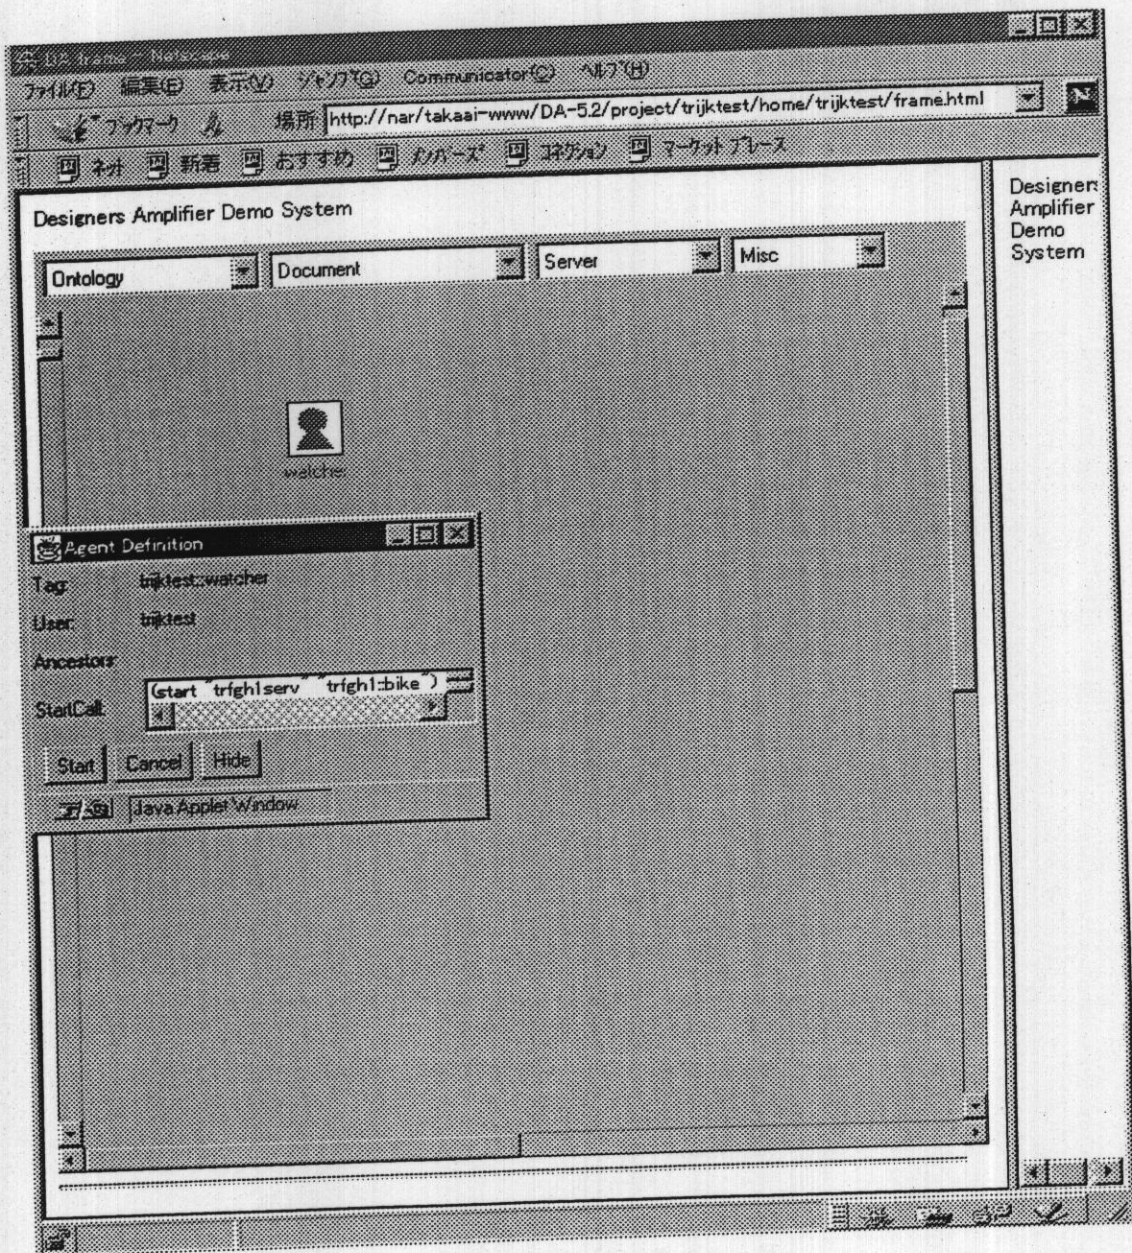 DA frame - Netscape
ファイル(F) 編集(E) 表示(V) ジャンプ(G) Communicator(C) ヘルプ(H)
ブックマーク 場所: http://nar/takaai-www/DA-5.2/project/trijktest/home/trijktest/frame.html
ネット 新着 おすすめ メンバーズ コネクション マーケットプレース
Designers Amplifier Demo System
Designers
Amplifier
Demo
System
Ontology Document Server Misc
watcher
Agent Definition
Tag: trijktest::watcher
User: trijktest
Ancestors:
StartCall: (start "trfgh1serv" "trfgh1::bike")
Start Cancel Hide
Java Applet Window